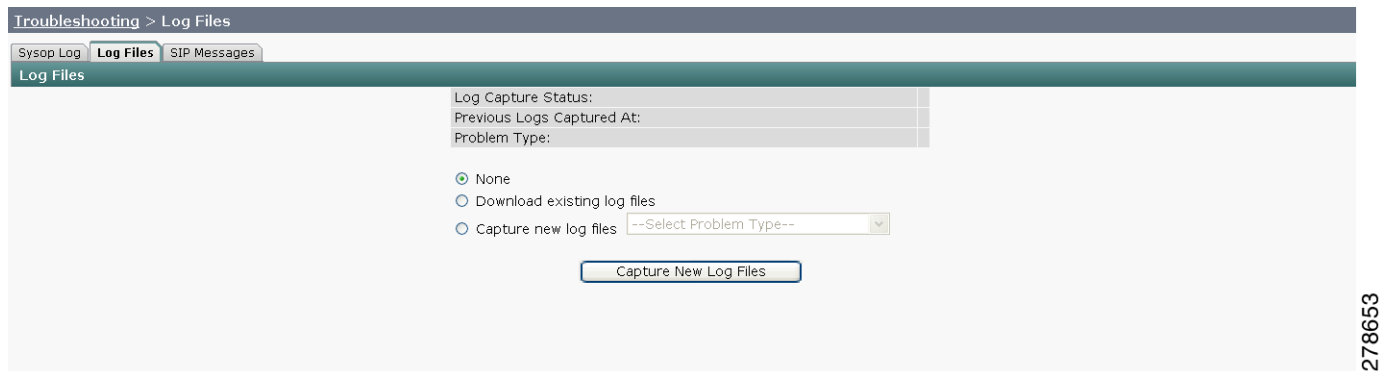 Troubleshooting > Log Files
Sysop Log Log Files SIP Messages
Log Files
Log Capture Status:
Previous Logs Captured At:
Problem Type:
None
Download existing log files
Capture new log files --Select Problem Type--
Capture New Log Files
278653